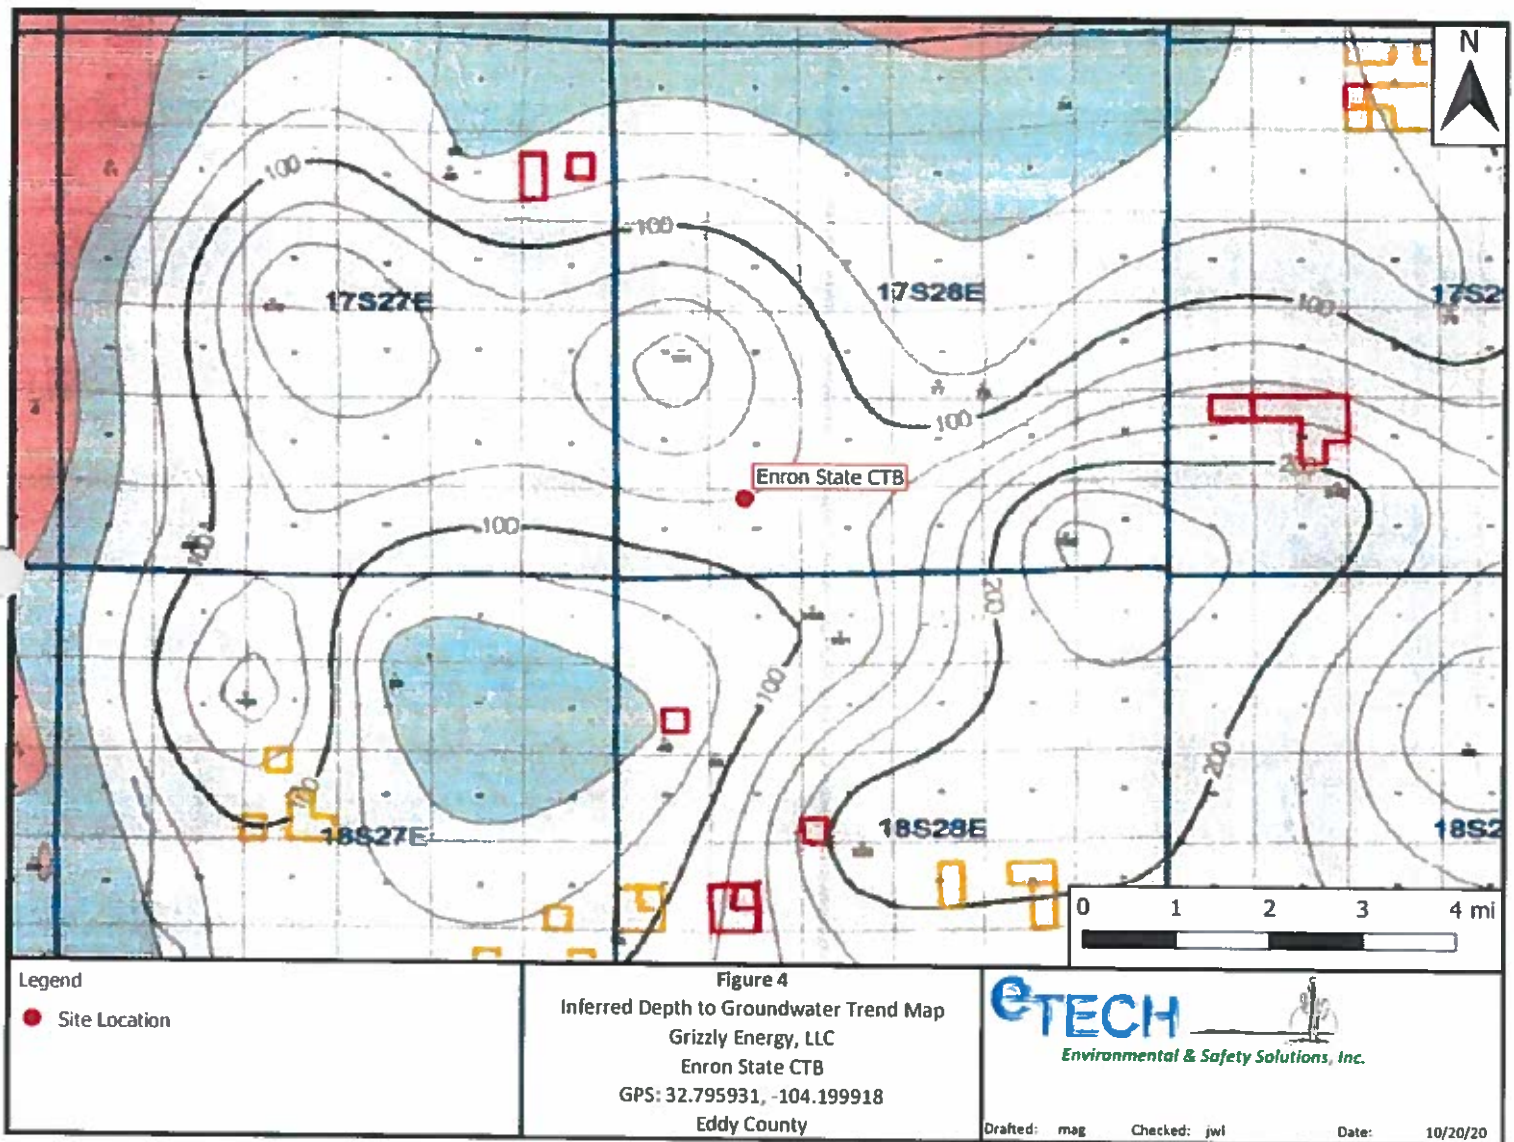 N
100
100
17S27E
17S28E
17S2
100
100
Enron State CTB
100
100
200
100
200
18S27E
18S28E
18S2
0 1 2 3 4 mi
Legend
Site Location
Figure 4
Inferred Depth to Groundwater Trend Map
Grizzly Energy, LLC
Enron State CTB
GPS: 32.795931, -104.199918
Eddy County
eTECH
Environmental & Safety Solutions, Inc.
Drafted: mag Checked: jwl Date: 10/20/20